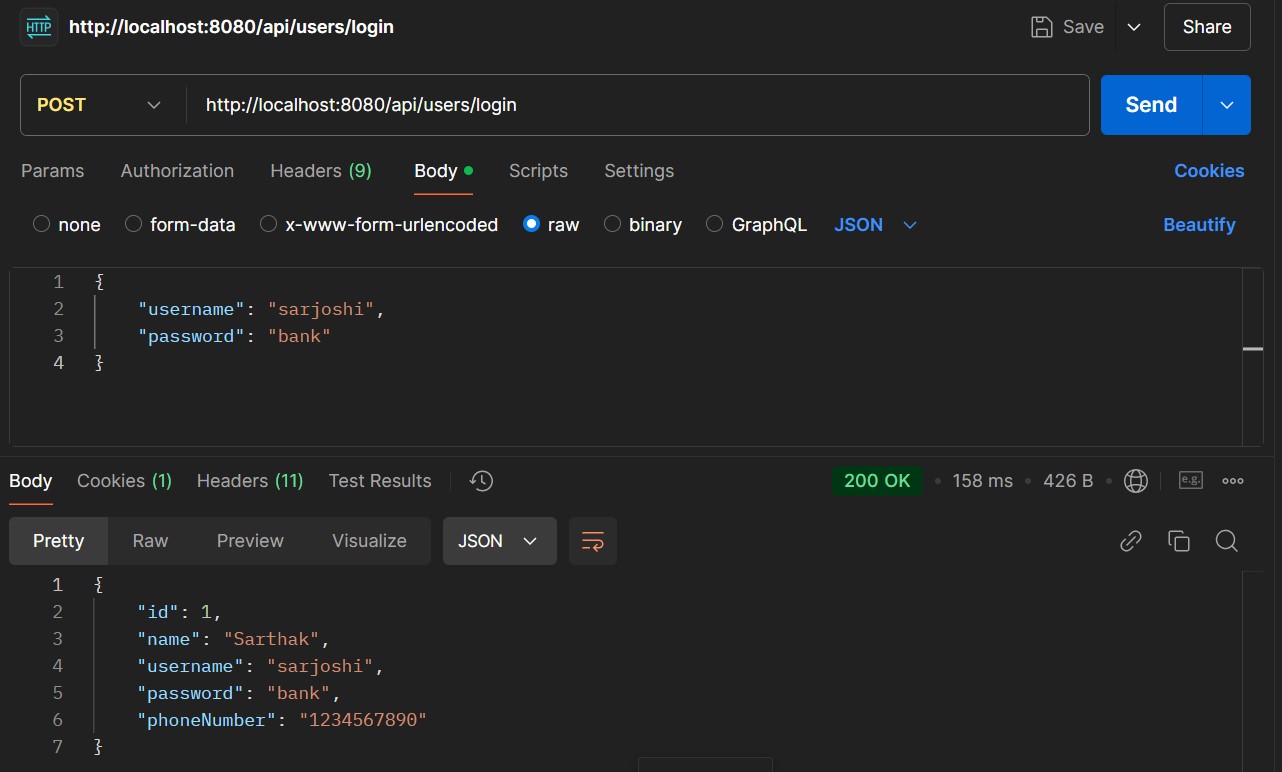 HTTP http://localhost:8080/api/users/login Save Share
POST http://localhost:8080/api/users/login Send
Params Authorization Headers (9) Body Scripts Settings Cookies
none form-data x-www-form-urlencoded raw binary GraphQL JSON Beautify
1 {
2 "username": "sarjoshi",
3 "password": "bank"
4 }
Body Cookies (1) Headers (11) Test Results 200 OK • 158 ms • 426 B • e.g.
Pretty Raw Preview Visualize JSON
1 {
2 "id": 1,
3 "name": "Sarthak",
4 "username": "sarjoshi",
5 "password": "bank",
6 "phoneNumber": "1234567890"
7 }